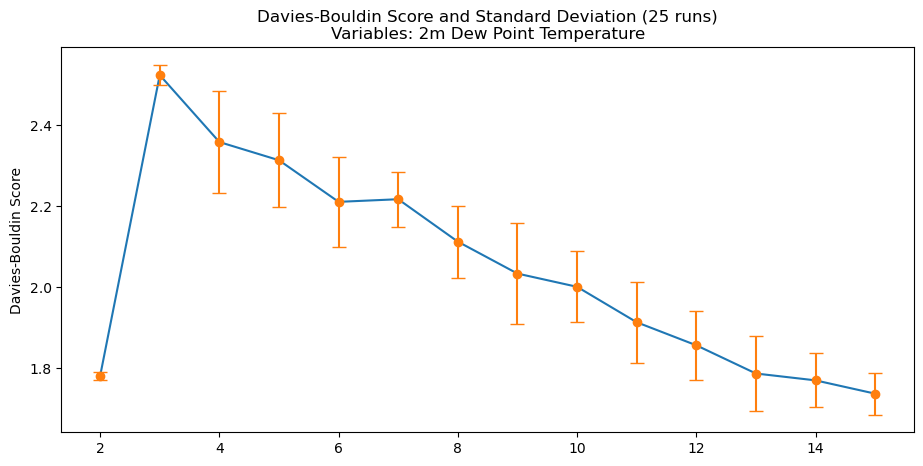 Davies-Bouldin Score and Standard Deviation (25 runs)
Variables: 2m Dew Point Temperature
Davies-Bouldin Score
2.4
2.2
2.0
1.8
2 4 6 8 10 12 14